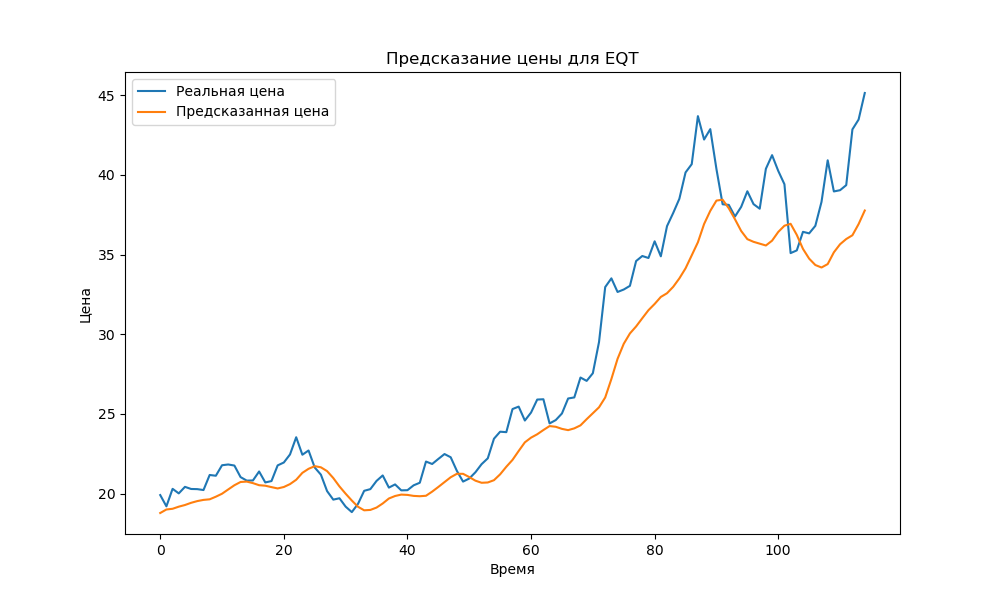 Предсказание цены для EQT
Реальная цена
Предсказанная цена
Цена
45
40
35
30
25
20
0 20 40 60 80 100
Время